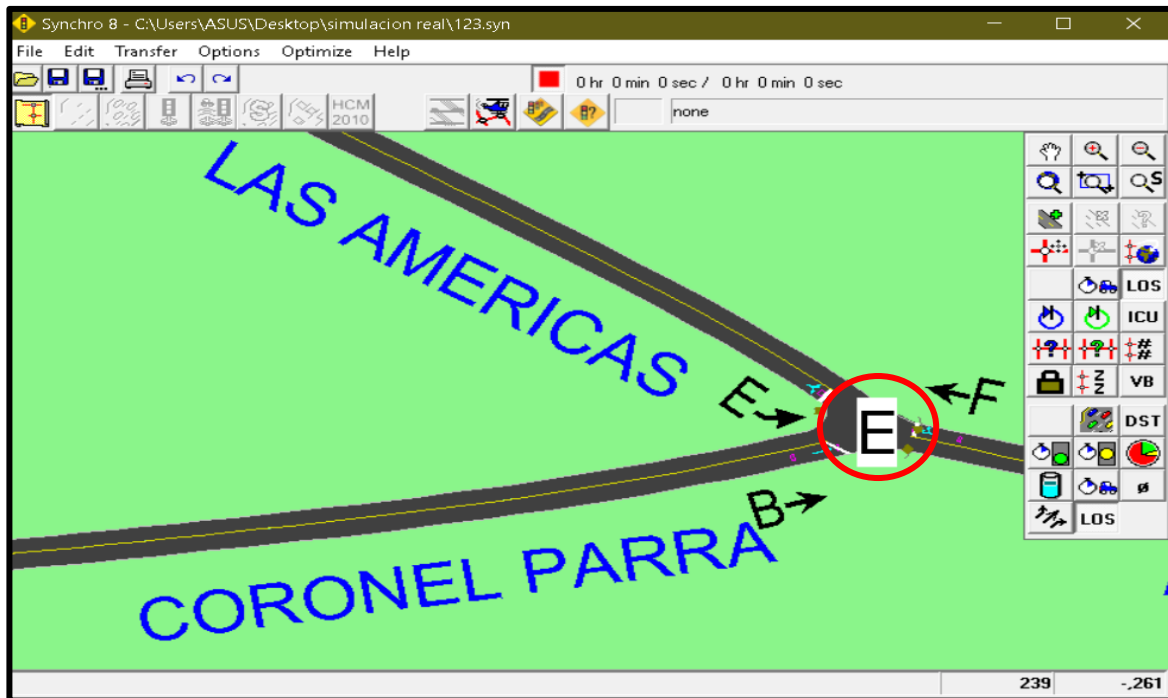 Synchro 8 - C:\Users\ASUS\Desktop\simulacion real\123.syn
File Edit Transfer Options Optimize Help
0 hr 0 min 0 sec / 0 hr 0 min 0 sec
HCM
2010
none
LAS AMERICAS
S
LOS
ICU
##
Z
Z
VB
DST
ø
LOS
E
F
E
B
CORONEL PARRA
239 -,261